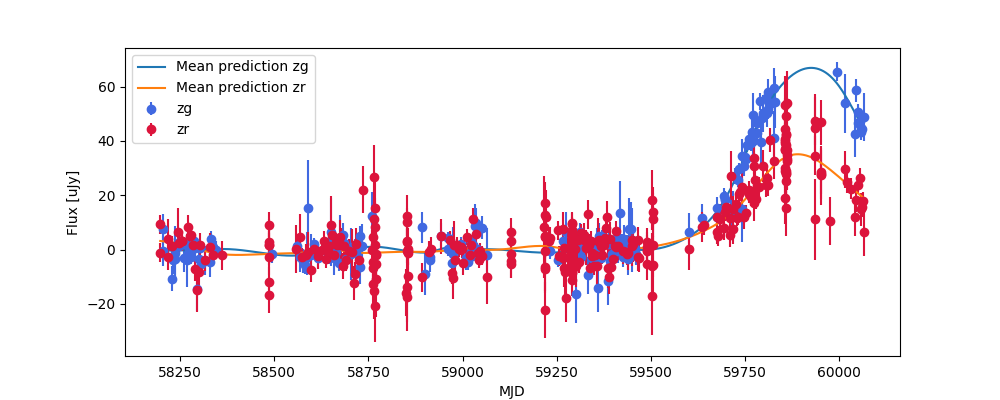 Mean prediction zg
Mean prediction zr
zg
zr
Flux [uJy]
60
40
20
0
−20
58250
58500
58750
59000
59250
59500
59750
60000
MJD